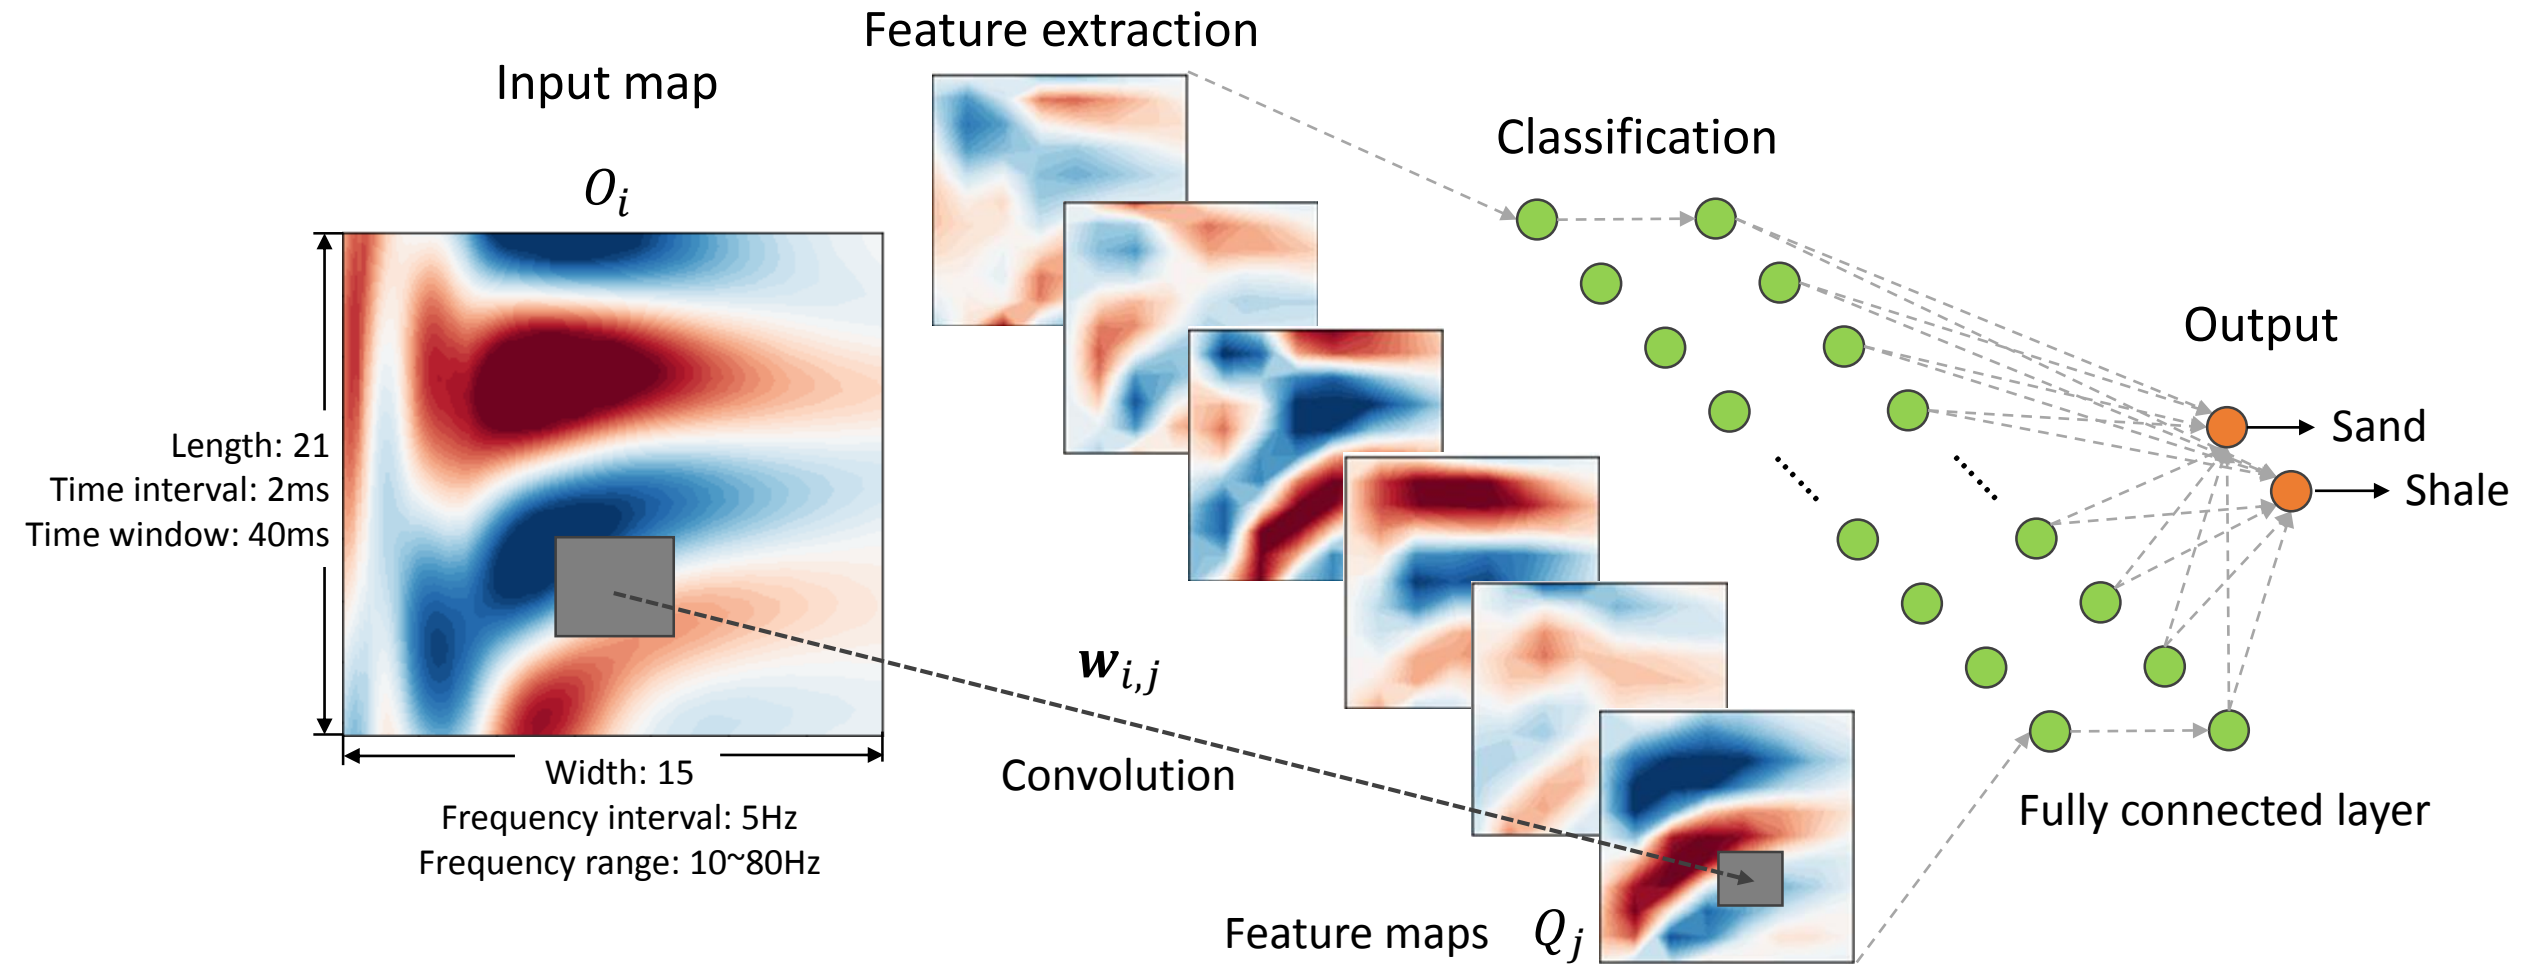 Feature extraction
Input map
Classification
O_i
Output
Sand
Length: 21
Time interval: 2ms
Time window: 40ms
Shale
w_{i,j}
Convolution
Width: 15
Frequency interval: 5Hz
Frequency range: 10~80Hz
Fully connected layer
Feature maps Q_j